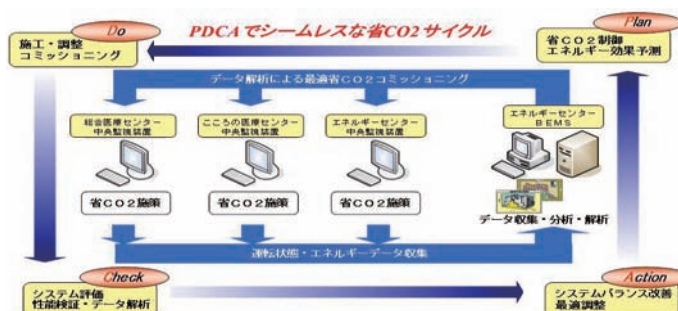 PDCAでシームレスな省CO2サイクル
Do
施工・調整
コミッショニング
Plan
省CO2制御
エネルギー効果予測
データ解析による最適省CO2コミッショニング
総合医療センター
中央監視装置
こころの医療センター
中央監視装置
エネルギーセンター
中央監視装置
エネルギーセンター
BEMS
省CO2施策
省CO2施策
省CO2施策
データ収集・分析・解析
運転状態・エネルギーデータ収集
Check
システム評価
性能検証・データ解析
Action
システムバランス改善
最適調整